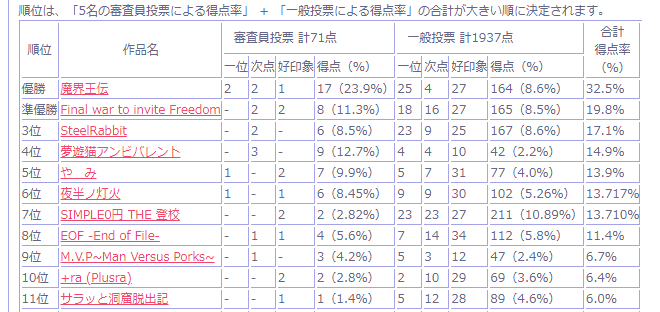 順位は、「5名の審査員投票による得点率」 + 「一般投票による得点率」の合計が大きい順に決定されます。
順位 作品名 審査員投票 計71点 一般投票 計1937点 合計得点率（%）
一位 次点 好印象 得点（%） 一位 次点 好印象 得点（%）
優勝 魔界王伝 2 2 1 17（23.9%） 25 4 27 164（8.6%） 32.5%
準優勝 Final war to invite Freedom - 2 2 8（11.3%） 18 16 27 165（8.5%） 19.8%
3位 SteelRabbit - 2 - 6（8.5%） 23 9 25 167（8.6%） 17.1%
4位 夢遊猫アンビバレント - 3 - 9（12.7%） 4 4 10 42（2.2%） 14.9%
5位 や　み 1 - 2 7（9.9%） 5 7 31 77（4.0%） 13.9%
6位 夜半ノ灯火 1 - 1 6（8.45%） 9 9 30 102（5.26%） 13.717%
7位 SIMPLE0円 THE 登校 - - 2 2（2.82%） 23 23 27 211（10.89%） 13.710%
8位 EOF -End of File- - 1 1 4（5.6%） 7 14 34 112（5.8%） 11.4%
9位 M.V.P~Man Versus Porks~ - 1 - 3（4.2%） 5 3 12 47（2.4%） 6.7%
10位 +ra (Plusra) - - 2 2（2.8%） 2 10 29 69（3.6%） 6.4%
11位 サラッと洞窟脱出記 - - 1 1（1.4%） 5 12 28 89（4.6%） 6.0%